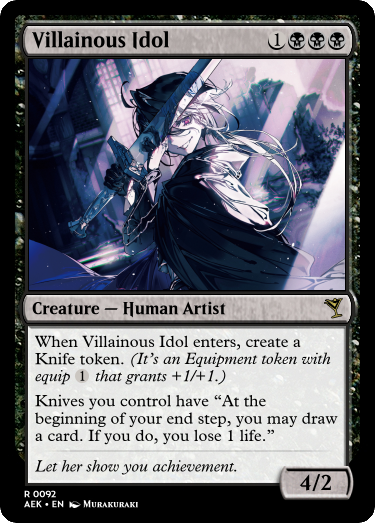 Villainous Idol 1
Creature — Human Artist
When Villainous Idol enters, create a
Knife token. (It's an Equipment token with
equip 1 that grants +1/+1.)
Knives you control have “At the
beginning of your end step, you may draw
a card. If you do, you lose 1 life.”
Let her show you achievement.
4/2
R 0092
AEK • EN Murakuraki